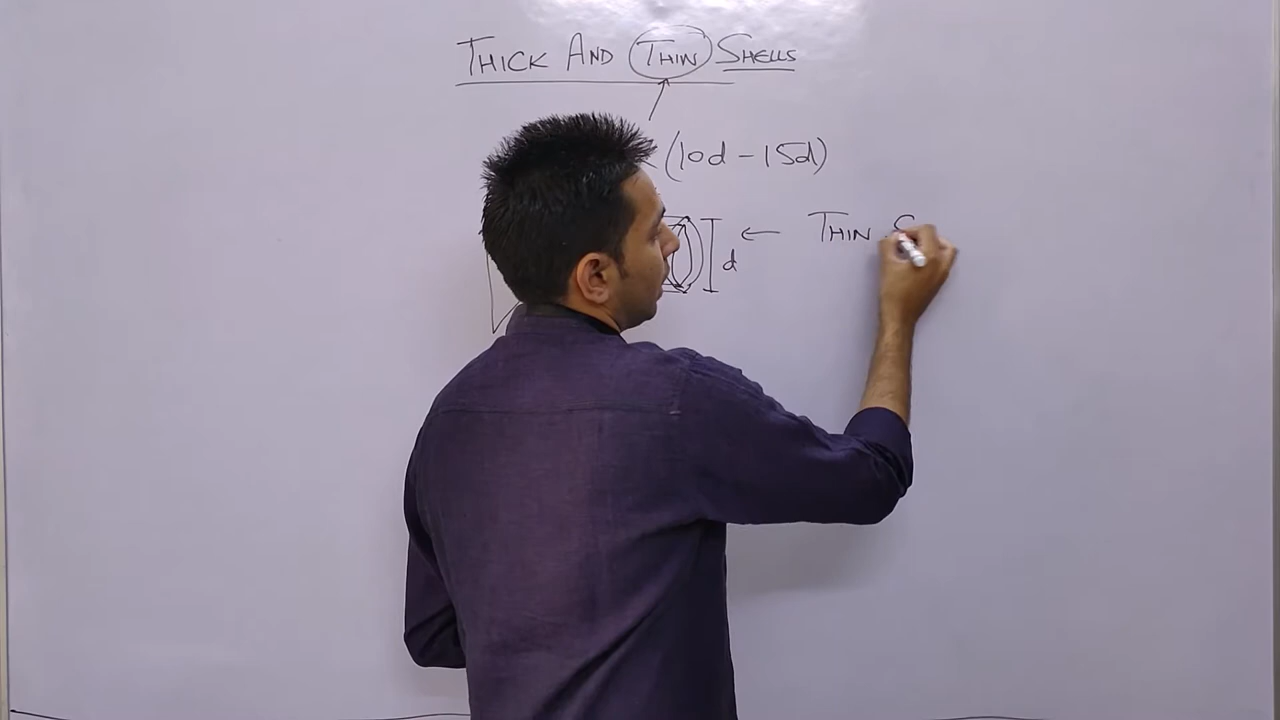 THICK AND THIN SHELLS
(10d - 15d)
d ← THIN S